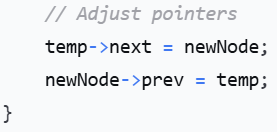 // Adjust pointers
temp->next = newNode;
newNode->prev = temp;
}